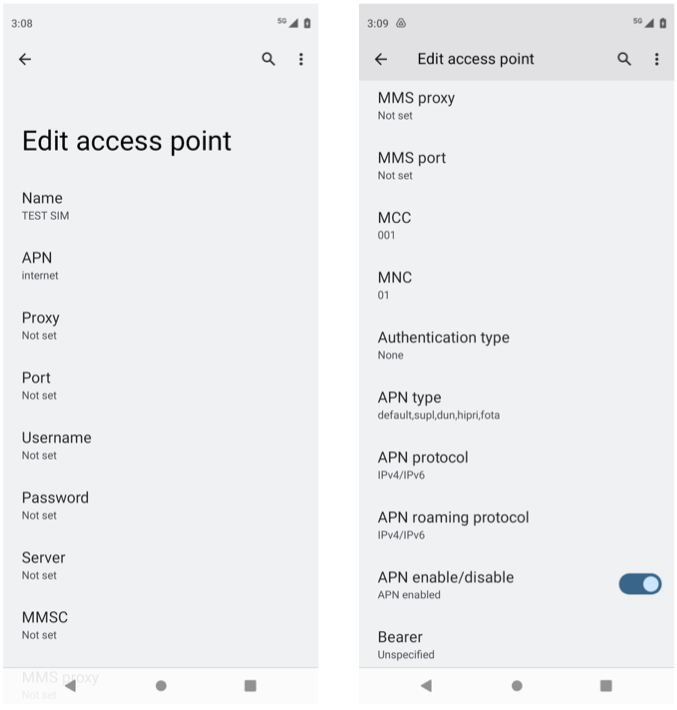 3:08
5G
Edit access point
Name
TEST SIM
APN
internet
Proxy
Not set
Port
Not set
Username
Not set
Password
Not set
Server
Not set
MMSC
Not set
MMS proxy
Not set
3:09
5G
Edit access point
MMS proxy
Not set
MMS port
Not set
MCC
001
MNC
01
Authentication type
None
APN type
default,supl,dun,hipri,fota
APN protocol
IPv4/IPv6
APN roaming protocol
IPv4/IPv6
APN enable/disable
APN enabled
Bearer
Unspecified